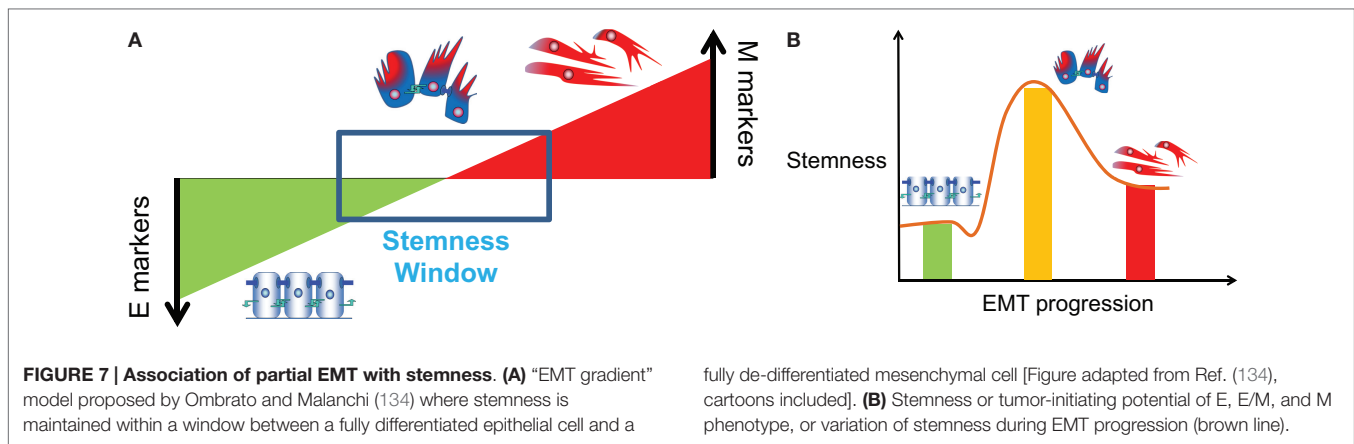 A
E markers
M markers
Stemness
Window
B
Stemness
EMT progression
FIGURE 7 | Association of partial EMT with stemness. (A) “EMT gradient”
model proposed by Ombrato and Malanchi (134) where stemness is
maintained within a window between a fully differentiated epithelial cell and a
fully de-differentiated mesenchymal cell [Figure adapted from Ref. (134),
cartoons included]. (B) Stemness or tumor-initiating potential of E, E/M, and M
phenotype, or variation of stemness during EMT progression (brown line).